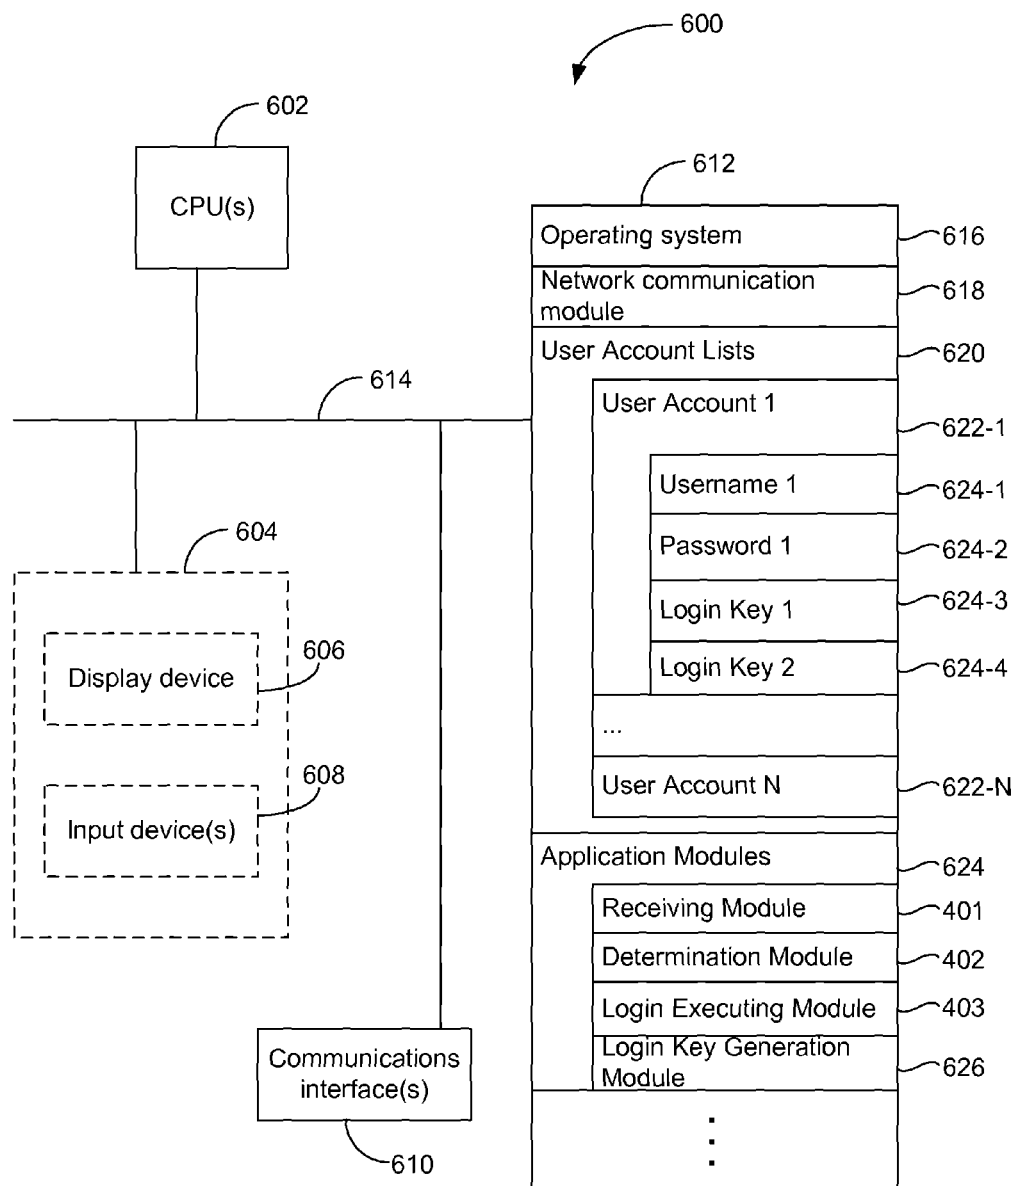 600
602
CPU(s)
612
Operating system
616
Network communication
module
618
User Account Lists
620
614
User Account 1
622-1
Username 1
624-1
Password 1
624-2
Login Key 1
624-3
Login Key 2
624-4
...
User Account N
622-N
604
Display device
606
Input device(s)
608
Application Modules
624
Receiving Module
401
Determination Module
402
Login Executing Module
403
Login Key Generation
Module
626
Communications
interface(s)
610